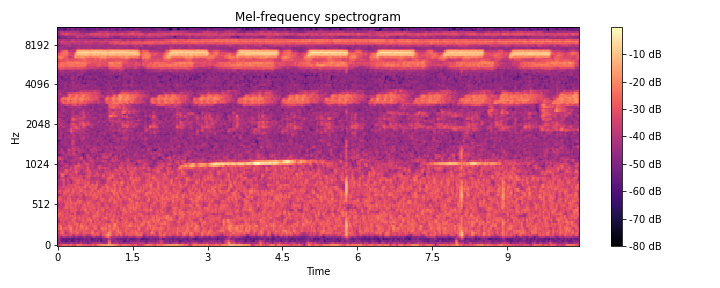 Mel-frequency spectrogram
Hz
8192
4096
2048
1024
512
0
0 1.5 3 4.5 6 7.5 9
Time
-10 dB
-20 dB
-30 dB
-40 dB
-50 dB
-60 dB
-70 dB
-80 dB